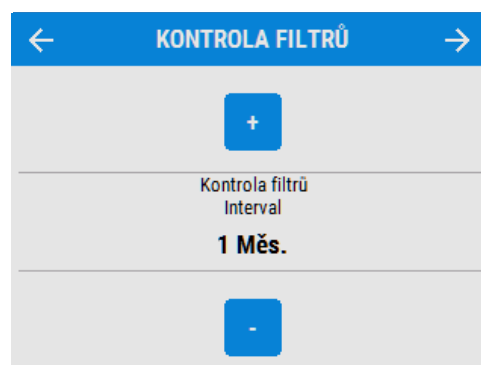 ← KONTROLA FILTRŮ →
+
Kontrola filtrů
Interval
1 Měs.
-